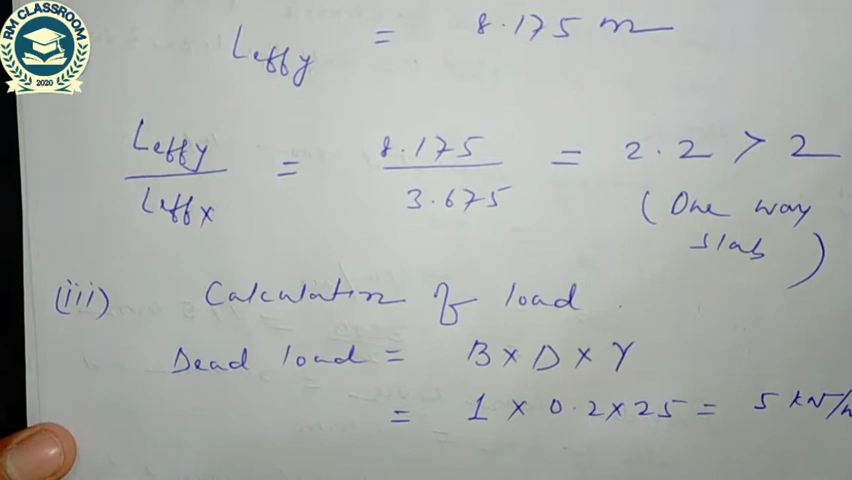 RM CLASSROOM
2020
Leffy = 8.175 m
Leffy / Leffx = 8.175 / 3.675 = 2.2 > 2
(One way slab)
(iii) Calculation of load.
Dead load = B × D × γ
= 1 × 0.2 × 25 = 5 kN/